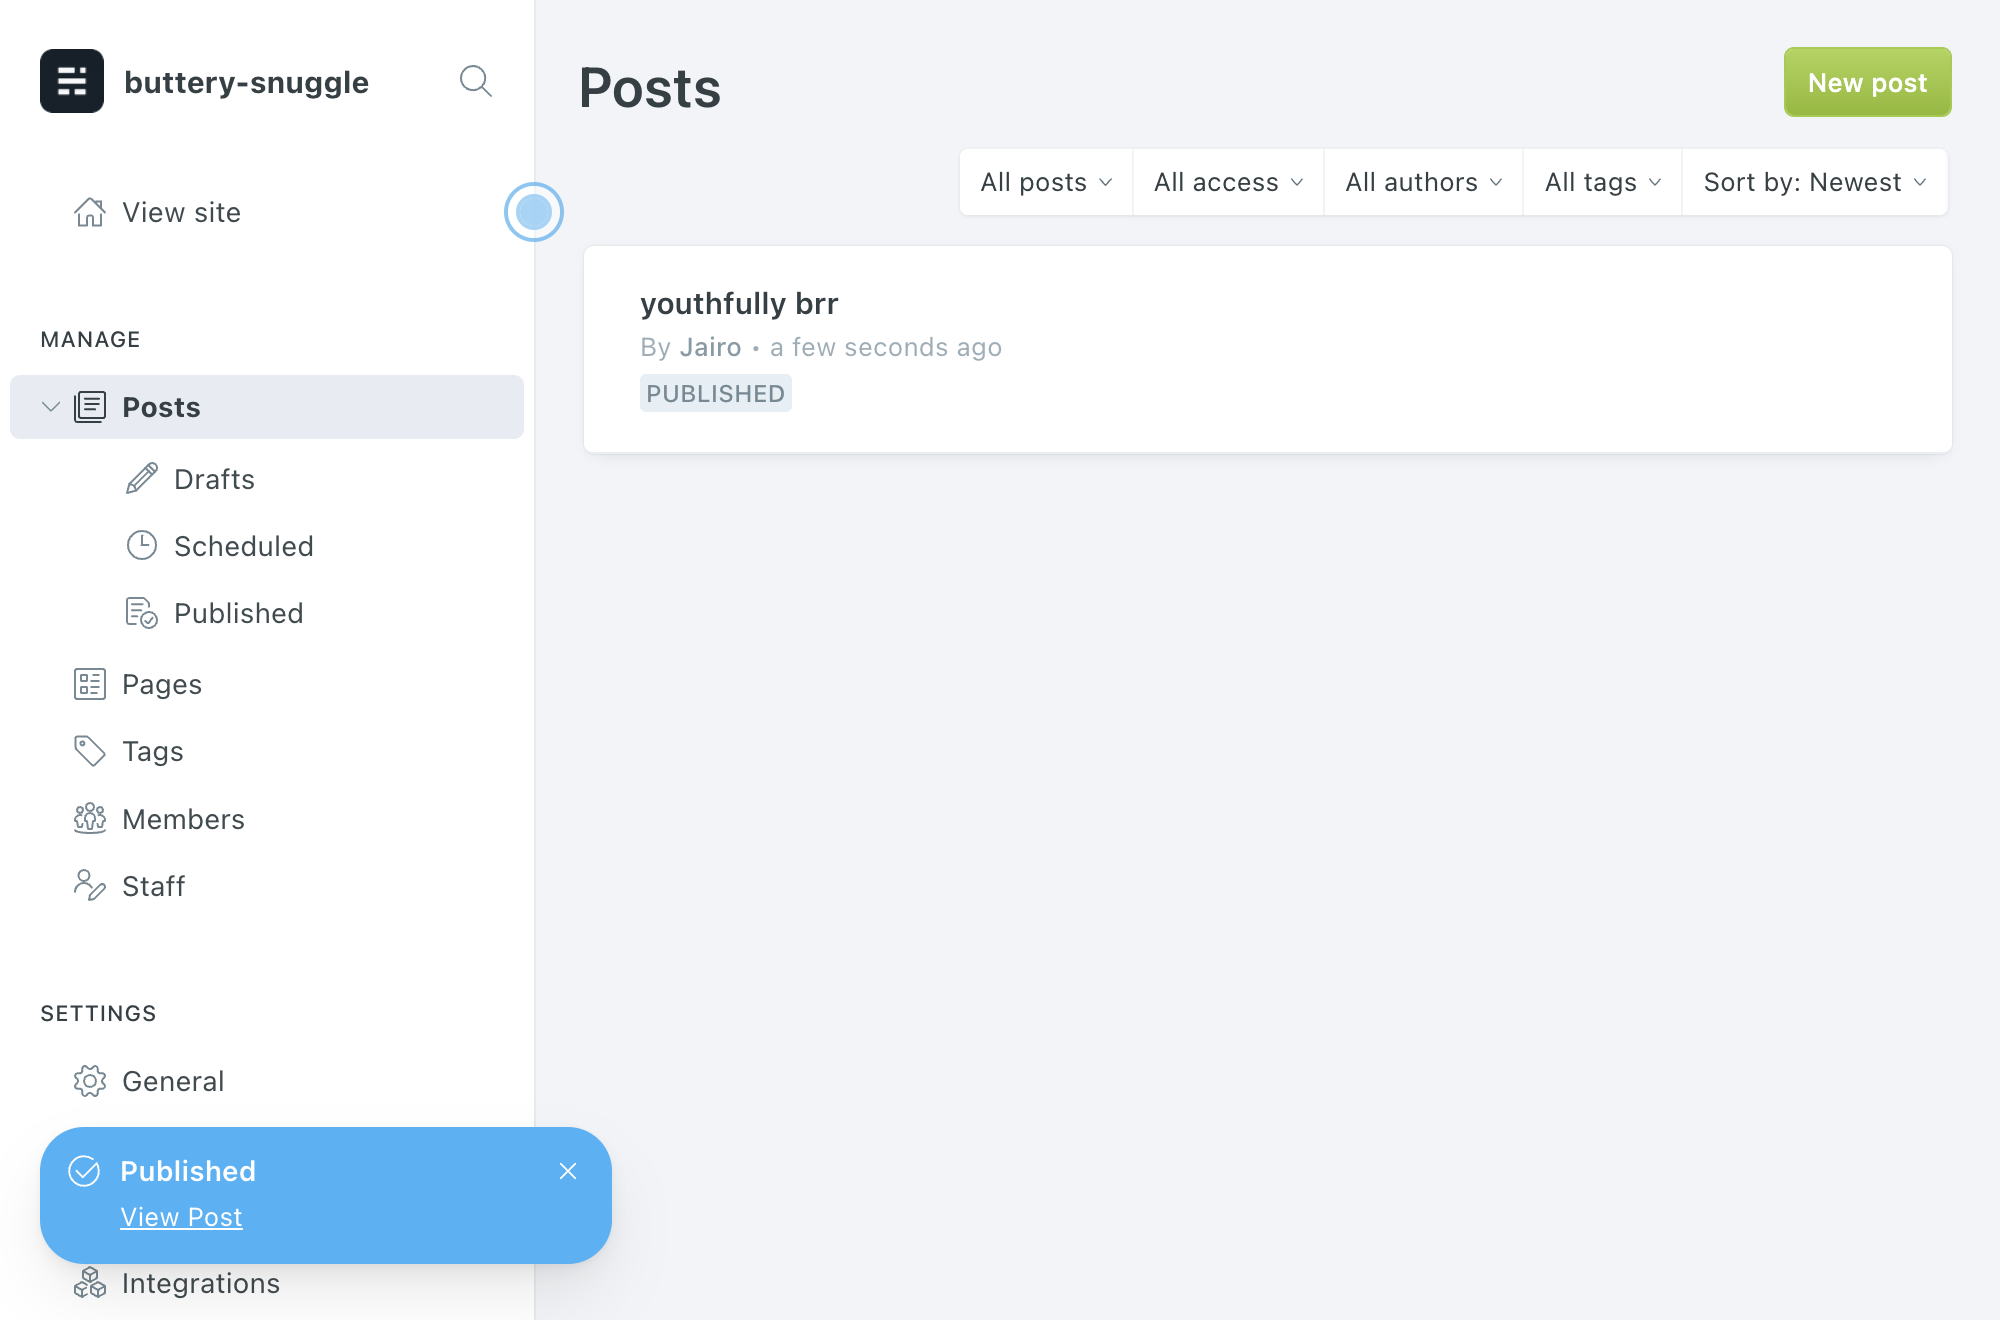 buttery-snuggle
View site
MANAGE
Posts
Drafts
Scheduled
Published
Pages
Tags
Members
Staff
SETTINGS
General
Published
View Post
Integrations
Posts
New post
All posts
All access
All authors
All tags
Sort by: Newest
youthfully brr
By Jairo • a few seconds ago
PUBLISHED